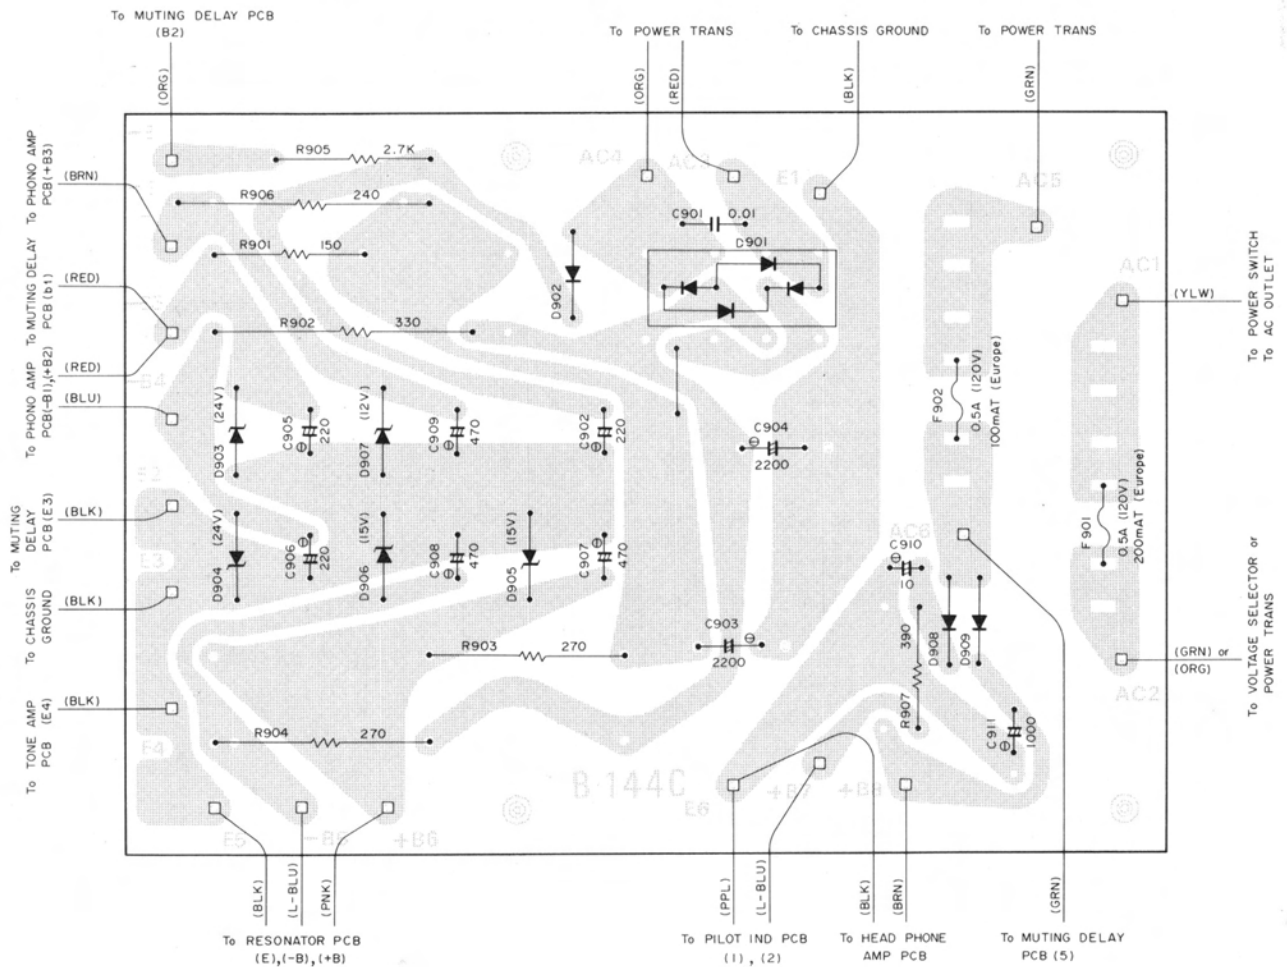 To MUTING DELAY PCB
(B2)
To POWER TRANS
To CHASSIS GROUND
To POWER TRANS
(ORG)
(ORG)
(RED)
(BLK)
(GRN)
To PHONO AMP
PCB(+B3)
(BRN)
To MUTING DELAY
PCB(b1)
(RED)
To PHONO AMP
PCB(-B1),(+B2)
(RED)
(BLU)
To MUTING
DELAY
PCB(E3)
(BLK)
To CHASSIS
GROUND
(BLK)
To TONE AMP
PCB (E4)
(BLK)
R905 2.7K
R906 240
R901 150
R902 330
AC4
AC3
E1
AC5
AC1
C901 0.01
D901
D902
(YLW)
To POWER SWITCH
To AC OUTLET
F902
0.5A (120V)
100mAT (Europe)
-B4
D903 (24V)
C905 220
D907 (12V)
C909 470
C902 220
C904
2200
F901
0.5A (120V)
200mAT (Europe)
E2
E3
D904 (24V)
C906 220
D906 (15V)
C908 470
D905 (15V)
C907 470
AC6
C910
10
R903 270
C903
2200
390
R907
D908
D909
(GRN) or
(ORG)
To VOLTAGE SELECTOR or
POWER TRANS
AC2
E4
R904 270
C911 1000
B-144C
E6
+B7
+B8
E5
-B6
+B6
(BLK)
(L-BLU)
(PNK)
(PPL)
(L-BLU)
(BLK)
(BRN)
(GRN)
To RESONATOR PCB
(E),(-B),(+B)
To PILOT IND PCB
(1), (2)
To HEAD PHONE
AMP PCB
To MUTING DELAY
PCB (5)